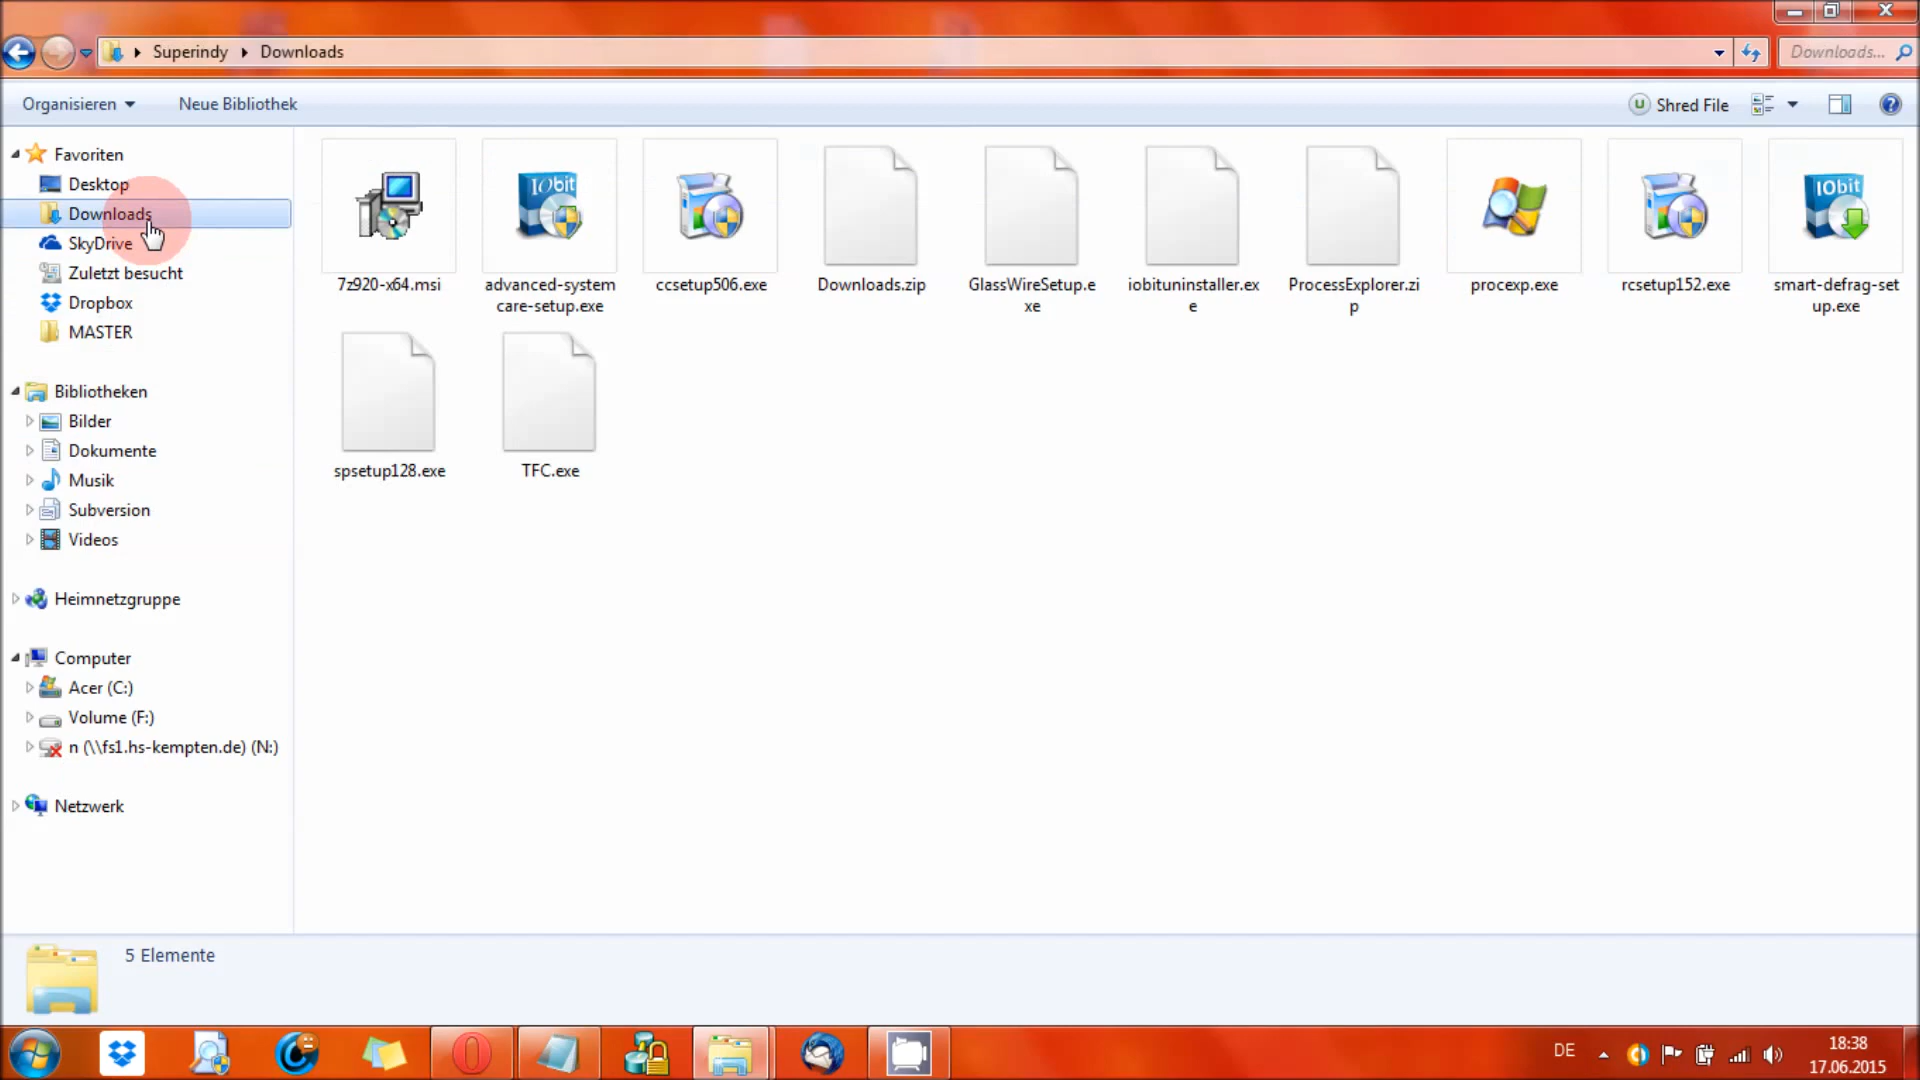 Superindy Downloads
Downloads...
Organisieren Neue Bibliothek
Shred File
Favoriten
Desktop
Downloads
SkyDrive
Zuletzt besucht
Dropbox
MASTER
Bibliotheken
Bilder
Dokumente
Musik
Subversion
Videos
Heimnetzgruppe
Computer
Acer (C:)
Volume (F:)
n (\\fs1.hs-kempten.de) (N:)
Netzwerk
7z920-x64.msi
advanced-system
care-setup.exe
ccsetup506.exe
Downloads.zip
GlassWireSetup.e
xe
iobituninstaller.ex
e
ProcessExplorer.zi
p
procexp.exe
rcsetup152.exe
smart-defrag-set
up.exe
IObit
IObit
spsetup128.exe
TFC.exe
5 Elemente
DE
18:38
17.06.2015